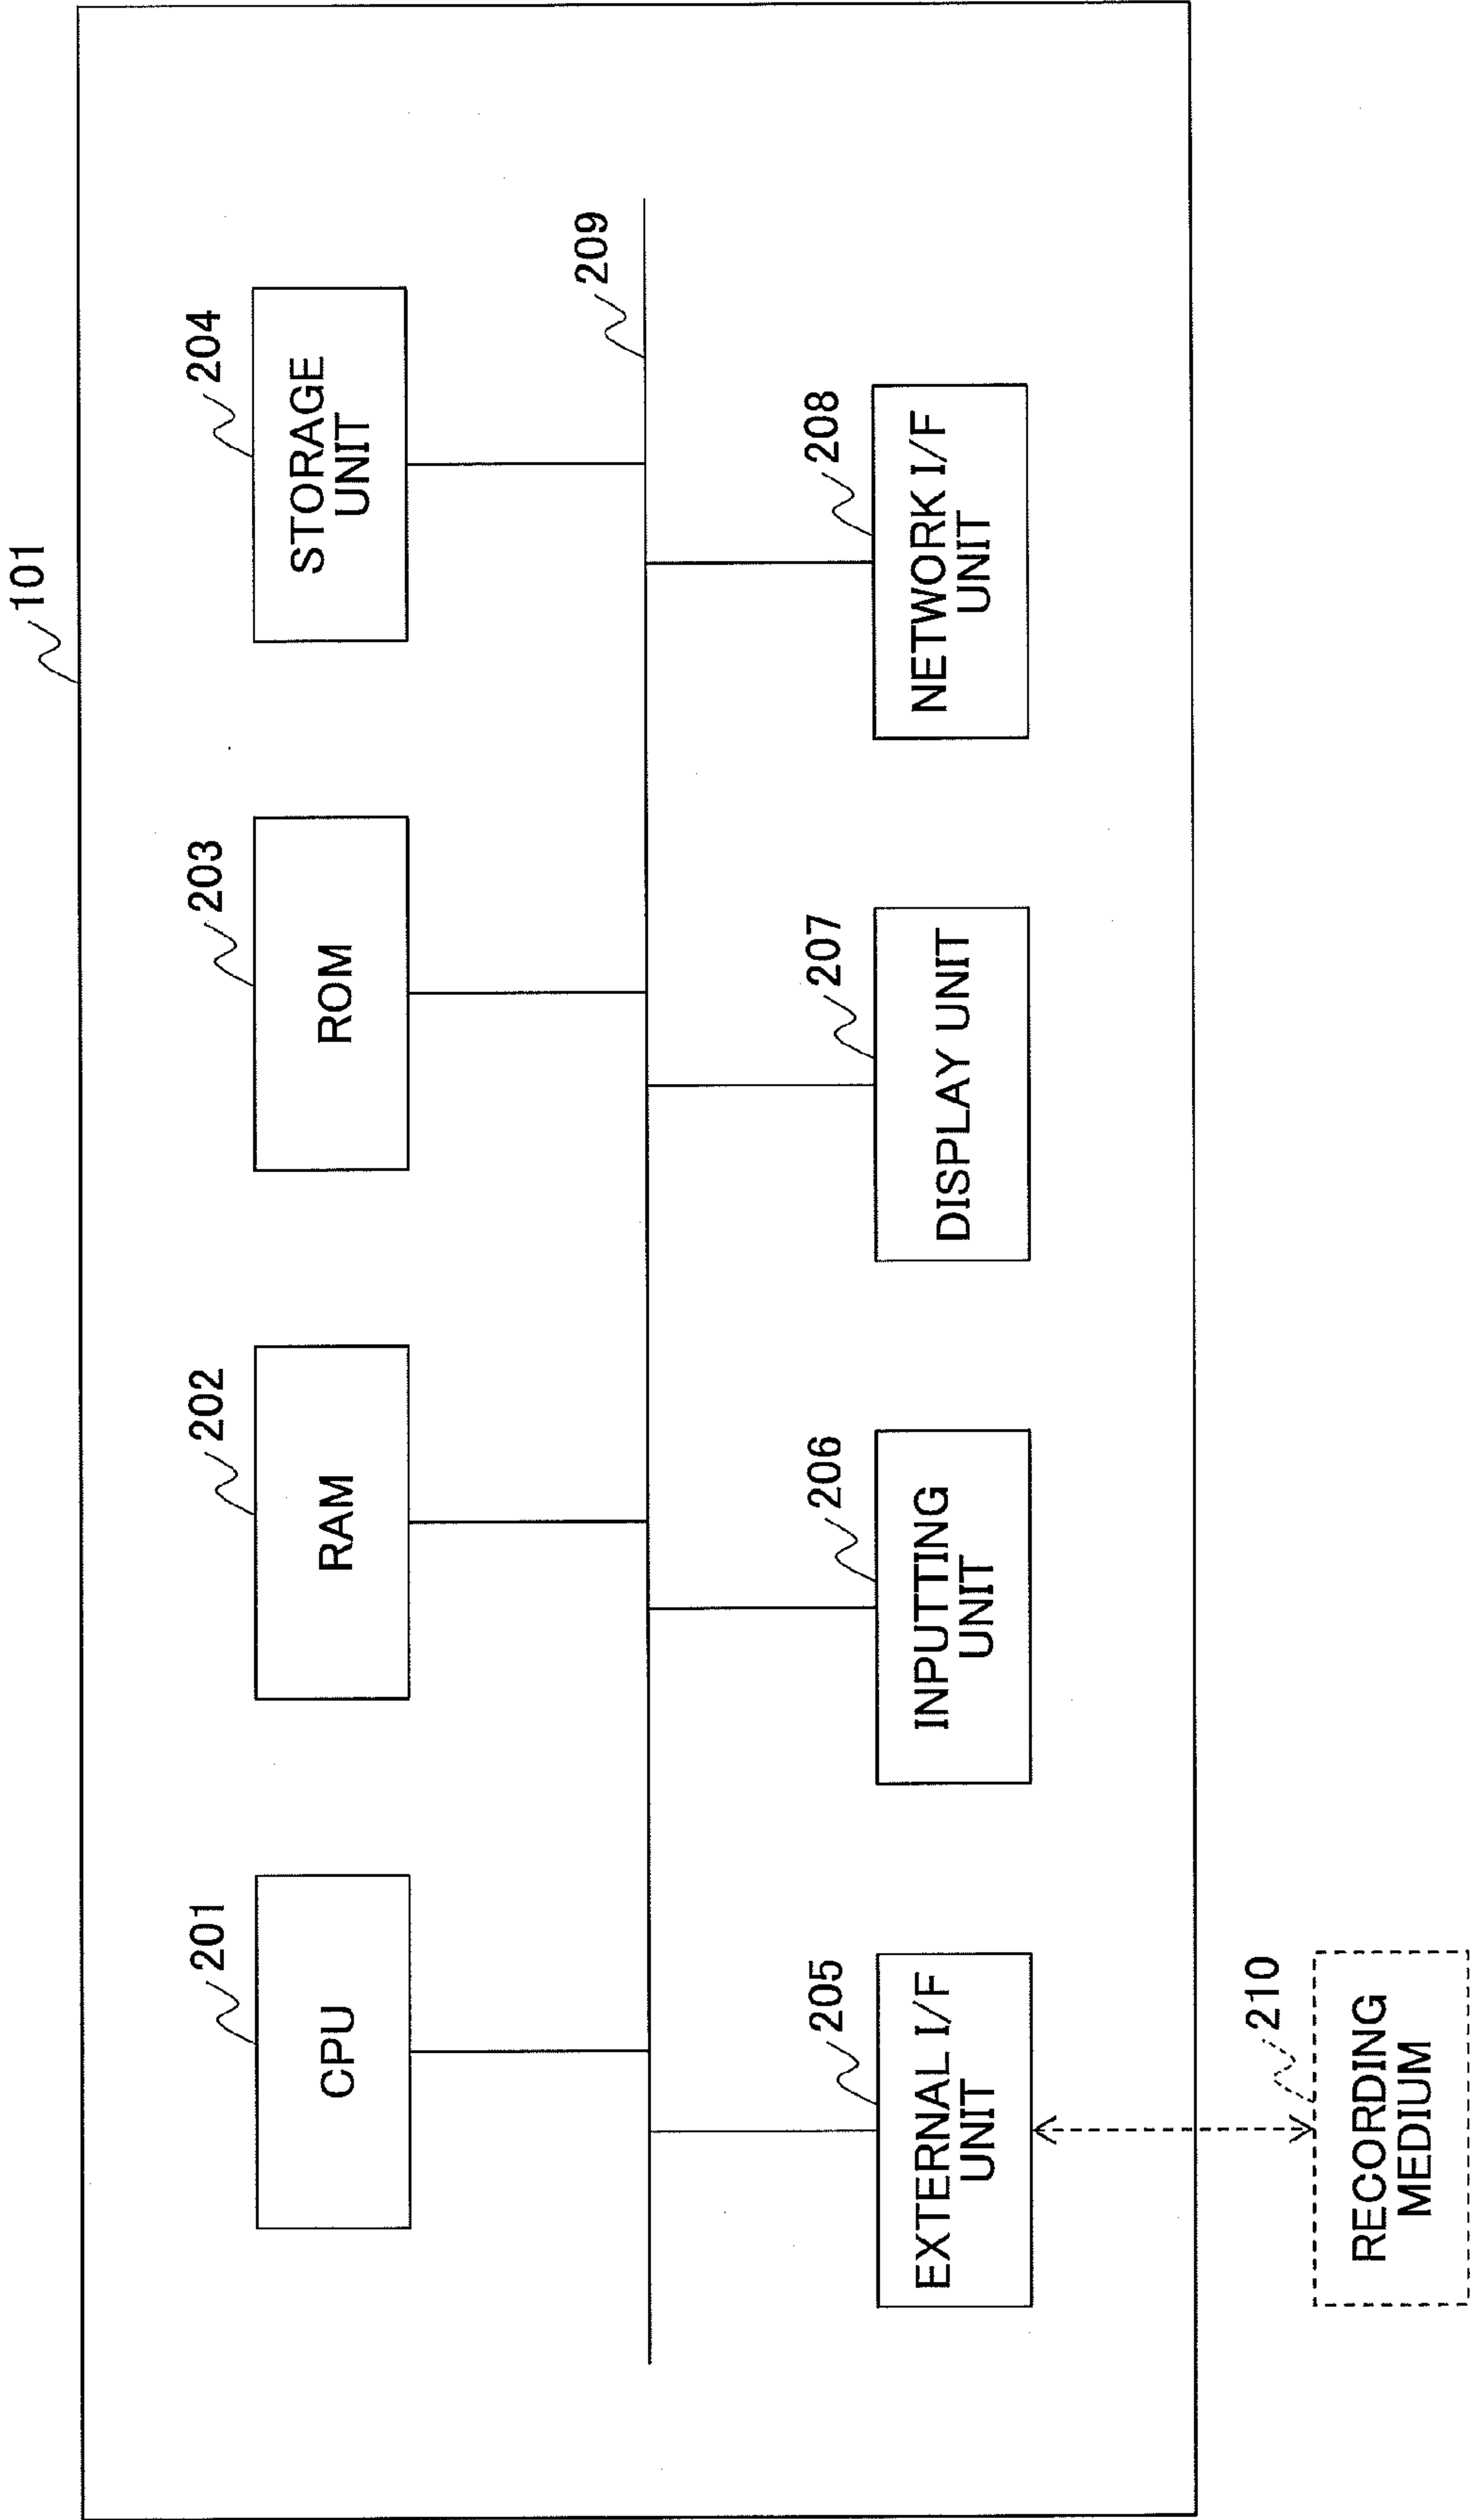 101
201
CPU
202
RAM
203
ROM
204
STORAGE
UNIT
209
205
EXTERNAL I/F
UNIT
206
INPUTTING
UNIT
207
DISPLAY UNIT
208
NETWORK I/F
UNIT
210
RECORDING
MEDIUM